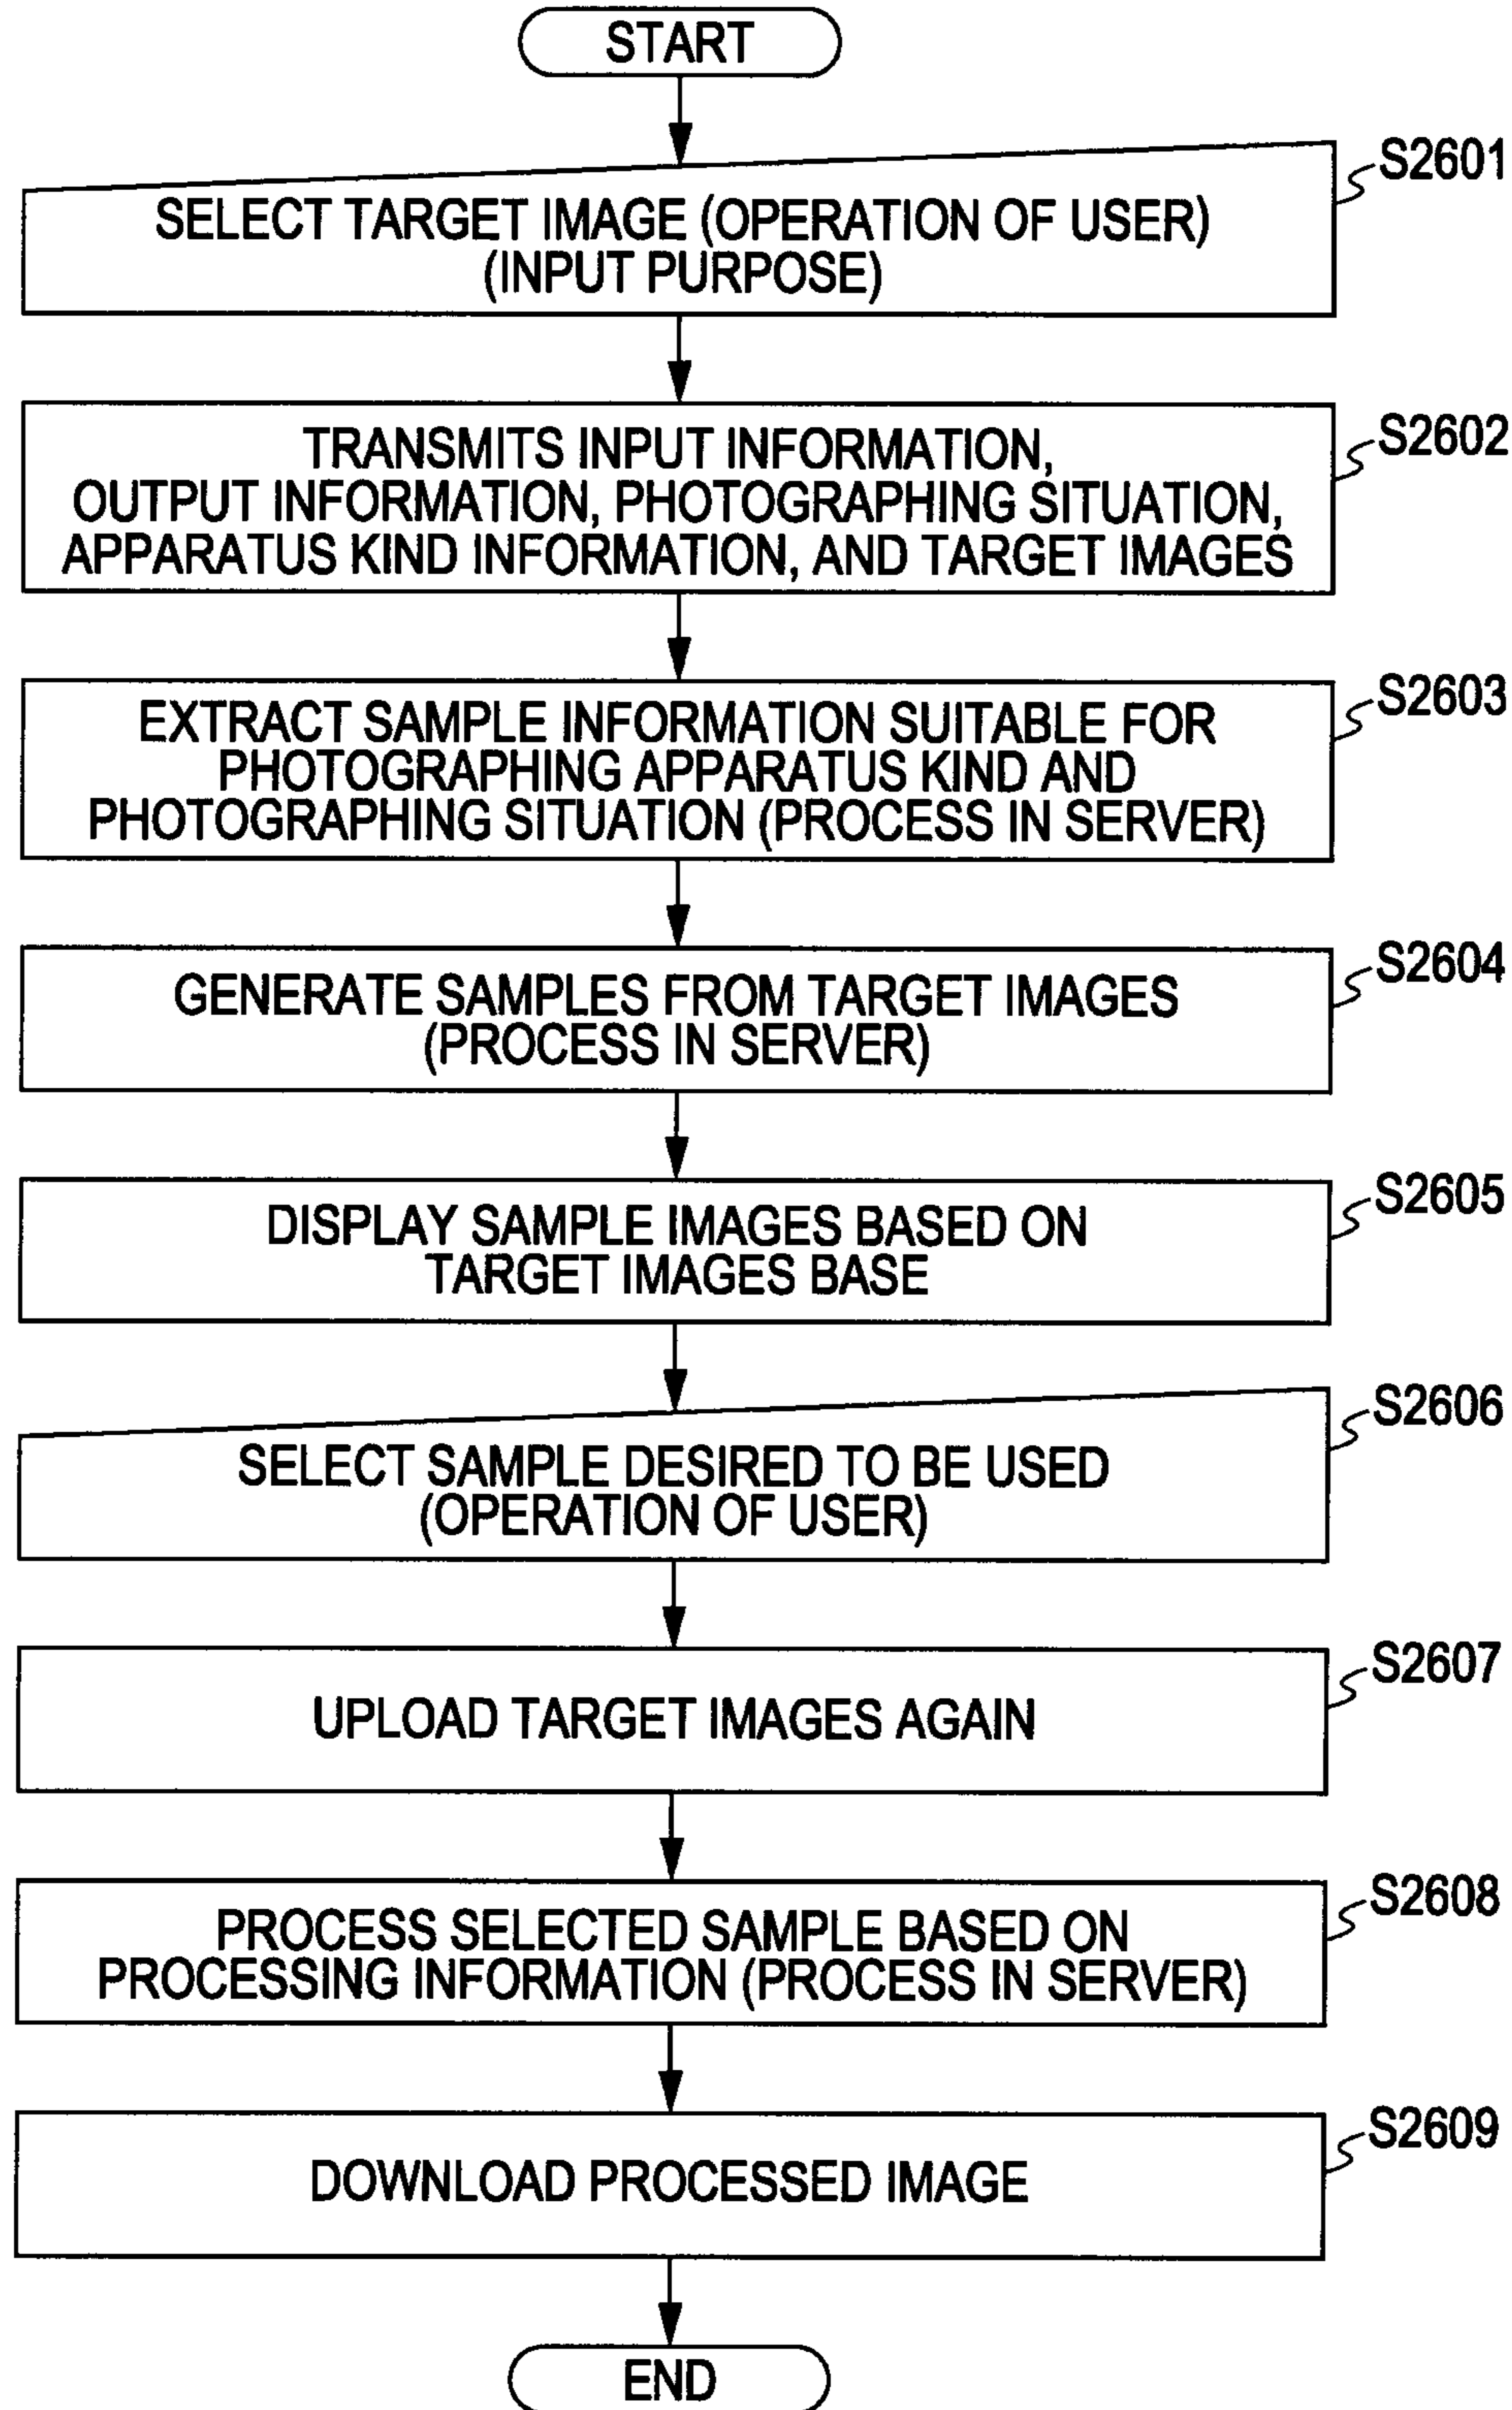 START
S2601
SELECT TARGET IMAGE (OPERATION OF USER)
(INPUT PURPOSE)
S2602
TRANSMITS INPUT INFORMATION,
OUTPUT INFORMATION, PHOTOGRAPHING SITUATION,
APPARATUS KIND INFORMATION, AND TARGET IMAGES
S2603
EXTRACT SAMPLE INFORMATION SUITABLE FOR
PHOTOGRAPHING APPARATUS KIND AND
PHOTOGRAPHING SITUATION (PROCESS IN SERVER)
S2604
GENERATE SAMPLES FROM TARGET IMAGES
(PROCESS IN SERVER)
S2605
DISPLAY SAMPLE IMAGES BASED ON
TARGET IMAGES BASE
S2606
SELECT SAMPLE DESIRED TO BE USED
(OPERATION OF USER)
S2607
UPLOAD TARGET IMAGES AGAIN
S2608
PROCESS SELECTED SAMPLE BASED ON
PROCESSING INFORMATION (PROCESS IN SERVER)
S2609
DOWNLOAD PROCESSED IMAGE
END